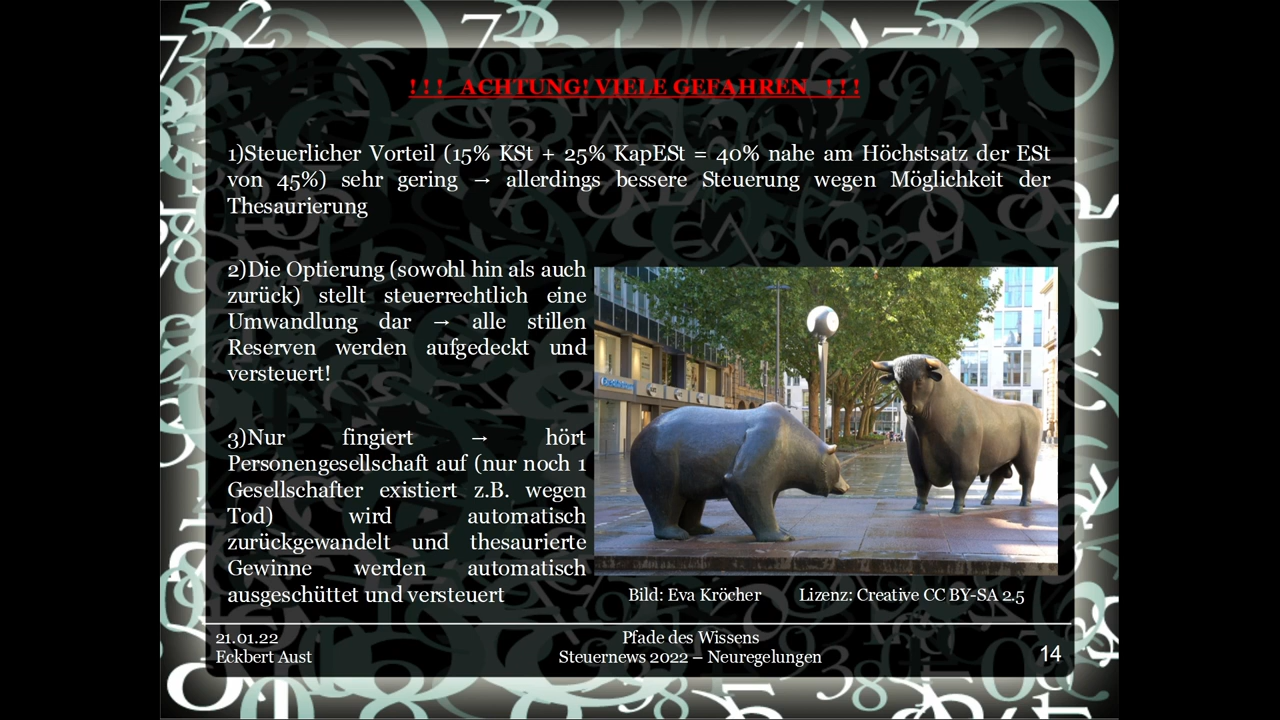 ! ! ! ACHTUNG! VIELE GEFAHREN ! ! !
1)Steuerlicher Vorteil (15% KSt + 25% KapESt = 40% nahe am Höchstsatz der ESt
von 45%) sehr gering → allerdings bessere Steuerung wegen Möglichkeit der
Thesaurierung
2)Die Optierung (sowohl hin als auch
zurück) stellt steuerrechtlich eine
Umwandlung dar → alle stillen
Reserven werden aufgedeckt und
versteuert!
3)Nur fingiert → hört
Personengesellschaft auf (nur noch 1
Gesellschafter existiert z.B. wegen
Tod) wird automatisch
zurückgewandelt und thesaurierte
Gewinne werden automatisch
ausgeschüttet und versteuert
Bild: Eva Kröcher Lizenz: Creative CC BY-SA 2.5
21.01.22
Eckbert Aust
Pfade des Wissens
Steuernews 2022 – Neuregelungen
14